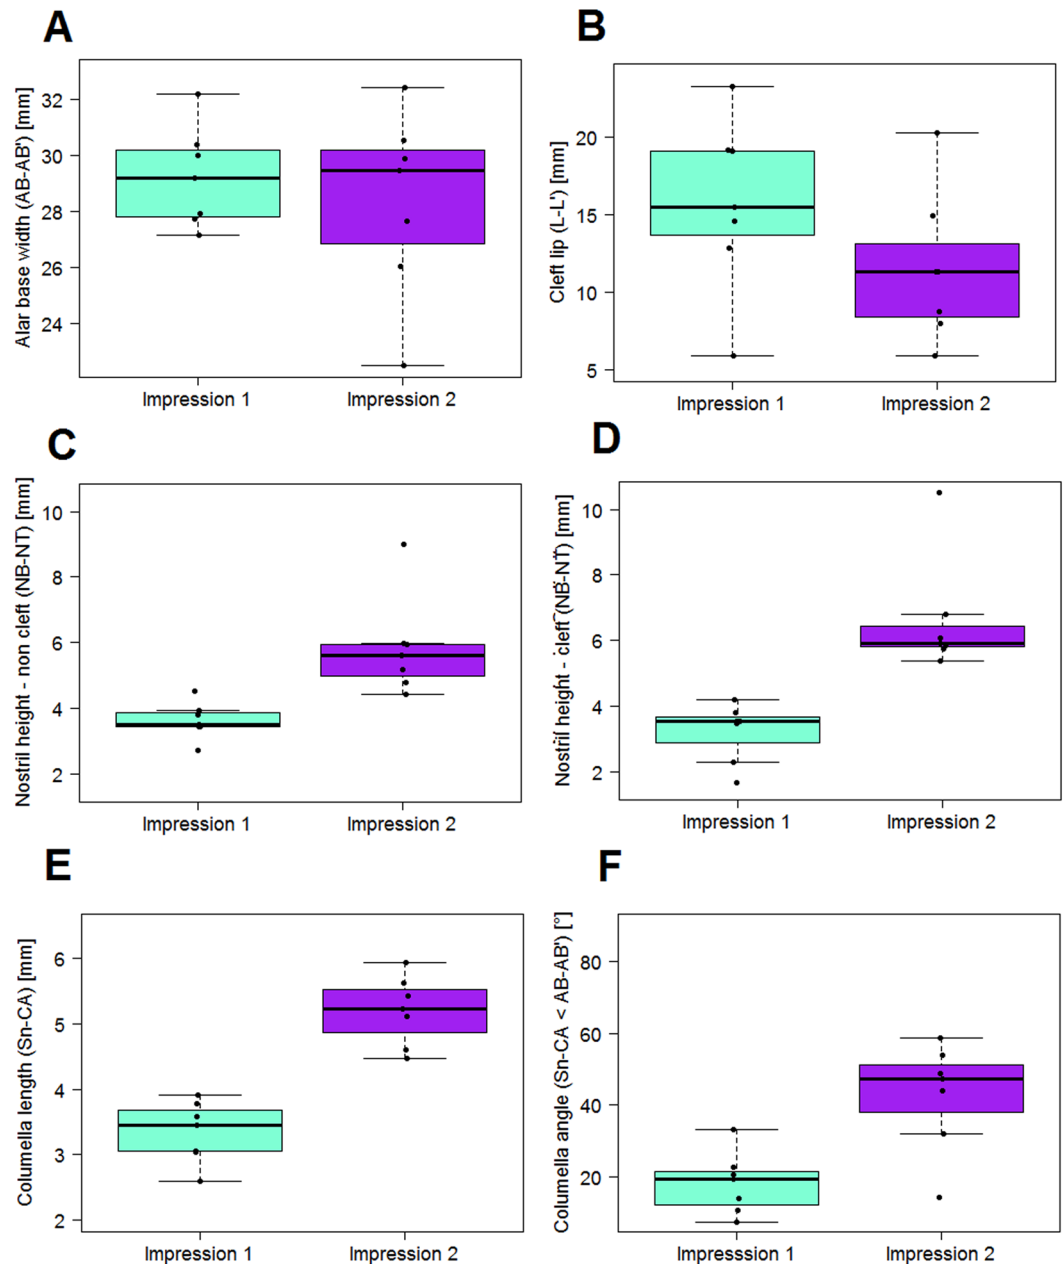 A
Alar base width (AB-AB') [mm]
32
30
28
26
24
Impression 1
Impression 2
B
Cleft lip (L-L') [mm]
20
15
10
5
Impression 1
Impression 2
C
Nostril height - non cleft (NB-NT) [mm]
10
8
6
4
2
Impression 1
Impression 2
D
Nostril height - cleft (NB-NT) [mm]
10
8
6
4
2
Impression 1
Impression 2
E
Columella length (Sn-CA) [mm]
6
5
4
3
2
Impression 1
Impression 2
F
Columella angle (Sn-CA < AB-AB') [°]
80
60
40
20
Impresssion 1
Impression 2